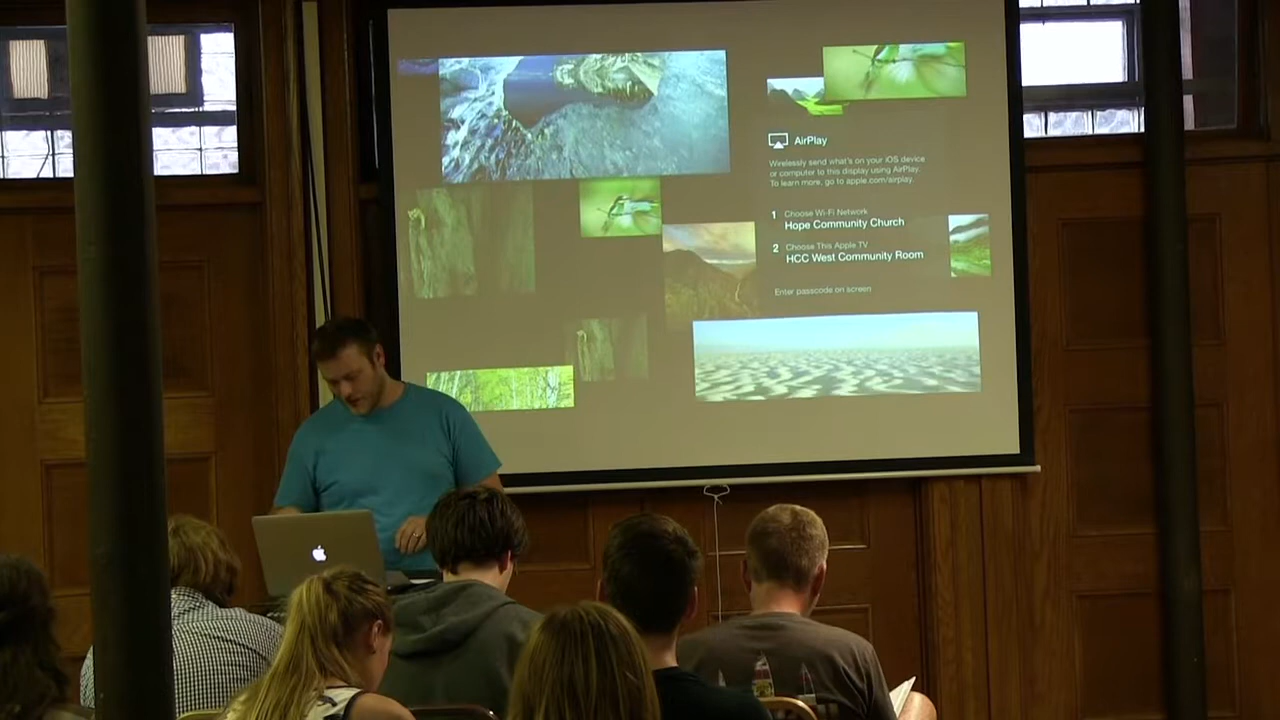 AirPlay
Wirelessly send what's on your iOS device
or computer to this display using AirPlay.
To learn more, go to apple.com/airplay.
1 Choose Wi-Fi Network
Hope Community Church
2 Choose This Apple TV
HCC West Community Room
Enter passcode on screen